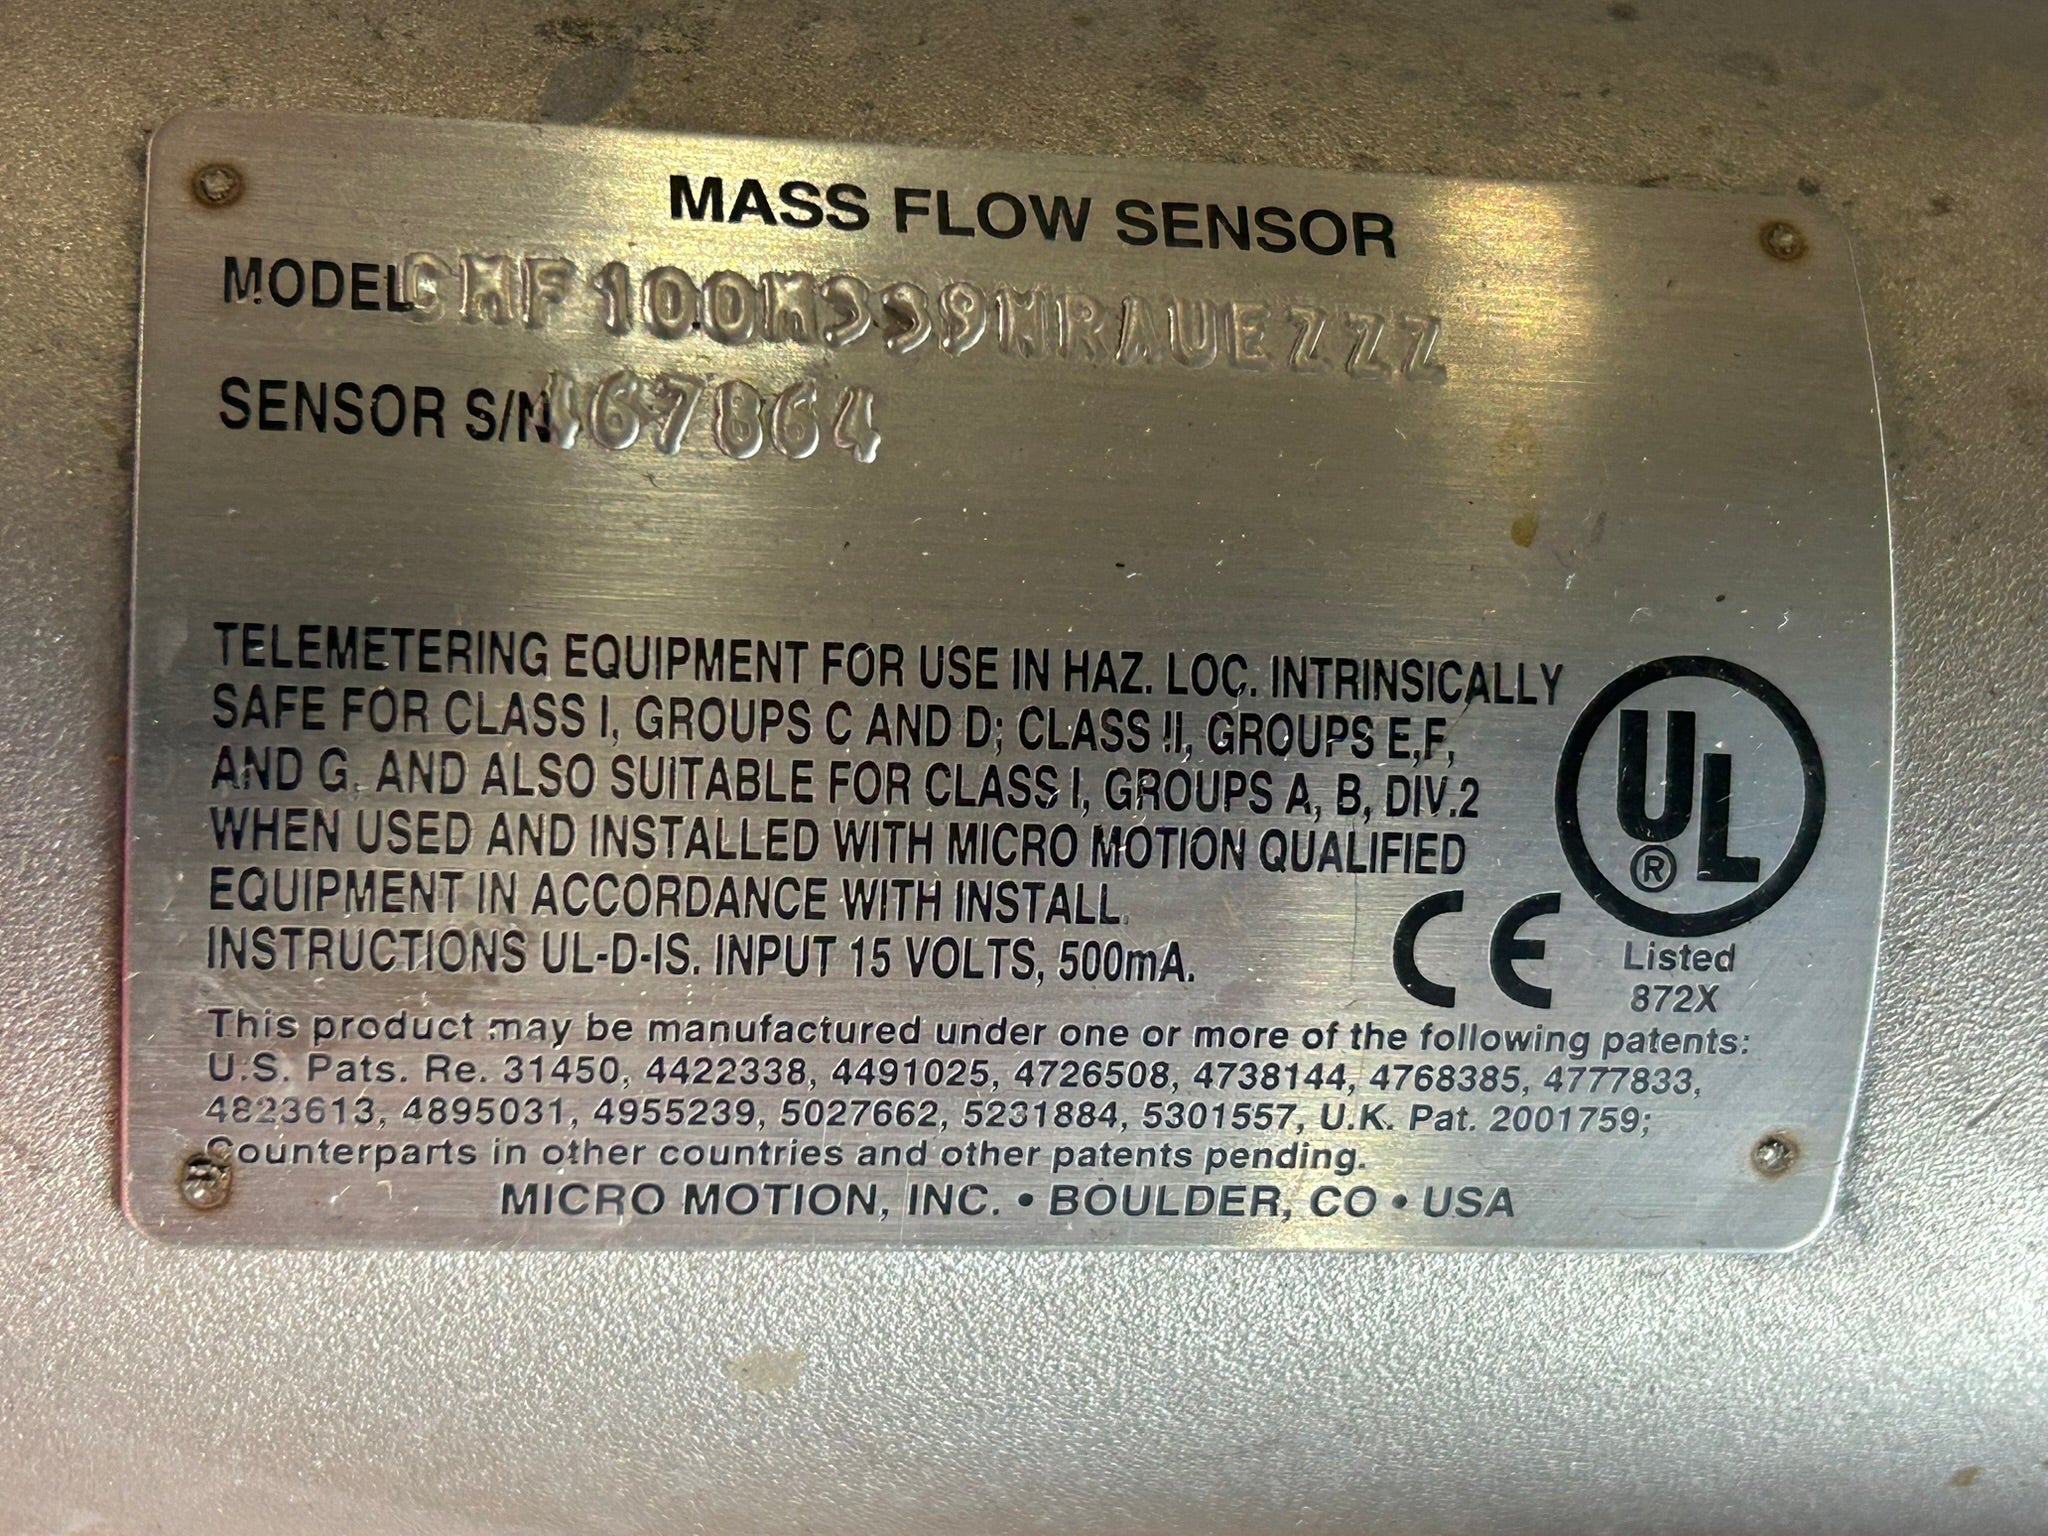 MASS FLOW SENSOR
MODEL CMF100M339NRAUEZZZ
SENSOR S/N 467864
TELEMETERING EQUIPMENT FOR USE IN HAZ. LOC. INTRINSICALLY
SAFE FOR CLASS I, GROUPS C AND D; CLASS II, GROUPS E,F,
AND G. AND ALSO SUITABLE FOR CLASS I, GROUPS A, B, DIV.2
WHEN USED AND INSTALLED WITH MICRO MOTION QUALIFIED
EQUIPMENT IN ACCORDANCE WITH INSTALL.
INSTRUCTIONS UL-D-IS. INPUT 15 VOLTS, 500mA.
UL ®
CE
Listed
872X
This product may be manufactured under one or more of the following patents:
U.S. Pats. Re. 31450, 4422338, 4491025, 4726508, 4738144, 4768385, 4777833,
4823613, 4895031, 4955239, 5027662, 5231884, 5301557, U.K. Pat. 2001759;
Counterparts in other countries and other patents pending.
MICRO MOTION, INC. • BOULDER, CO • USA